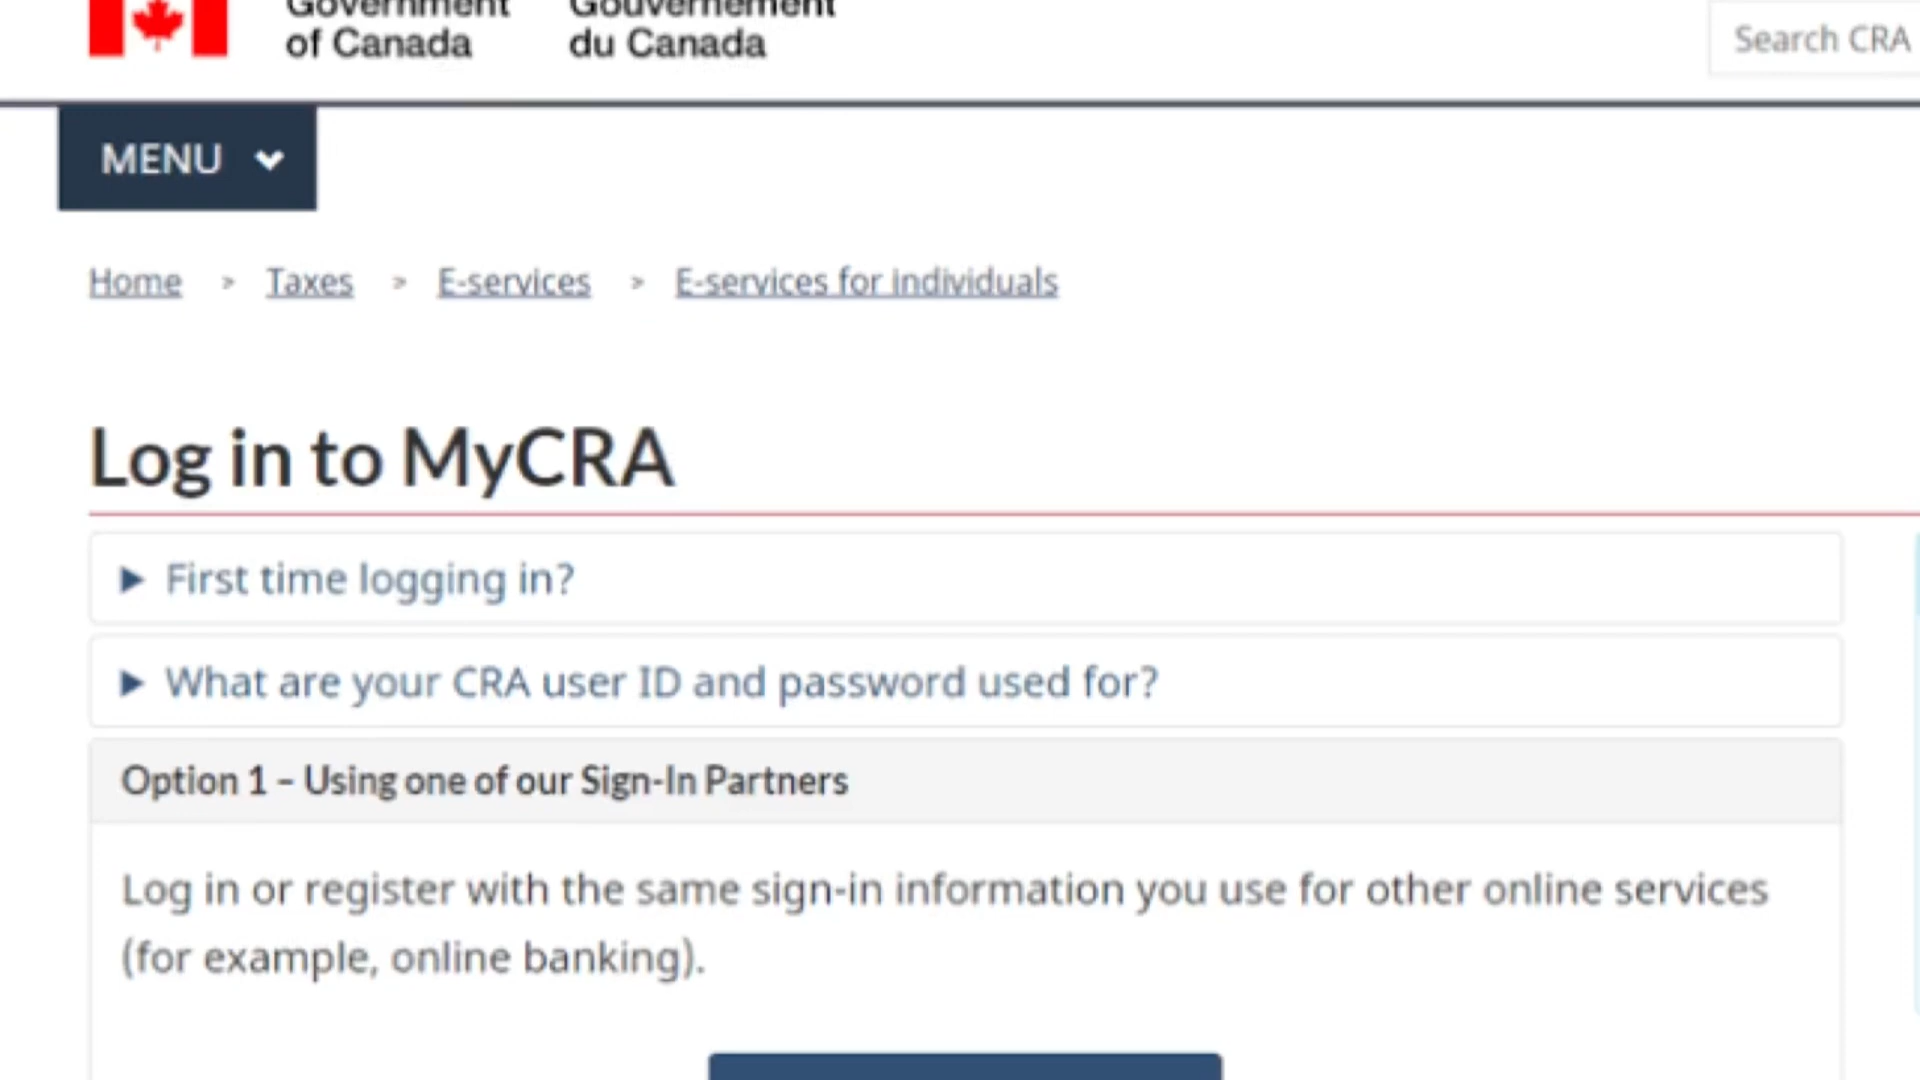 Government Gouvernement
of Canada du Canada
Search CRA
MENU
Home > Taxes > E-services > E-services for individuals
Log in to MyCRA
First time logging in?
What are your CRA user ID and password used for?
Option 1 – Using one of our Sign-In Partners
Log in or register with the same sign-in information you use for other online services
(for example, online banking).